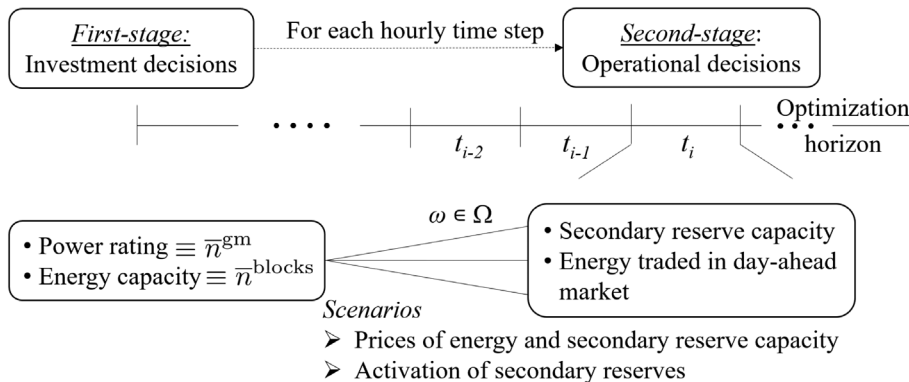 First-stage:
Investment decisions
For each hourly time step
Second-stage:
Operational decisions
• • • •
t_{i-2}
t_{i-1}
t_i
• • •
Optimization
horizon
• Power rating ≡ n̅^{gm}
• Energy capacity ≡ n̅^{blocks}
ω ∈ Ω
• Secondary reserve capacity
• Energy traded in day-ahead
market
Scenarios
➢ Prices of energy and secondary reserve capacity
➢ Activation of secondary reserves